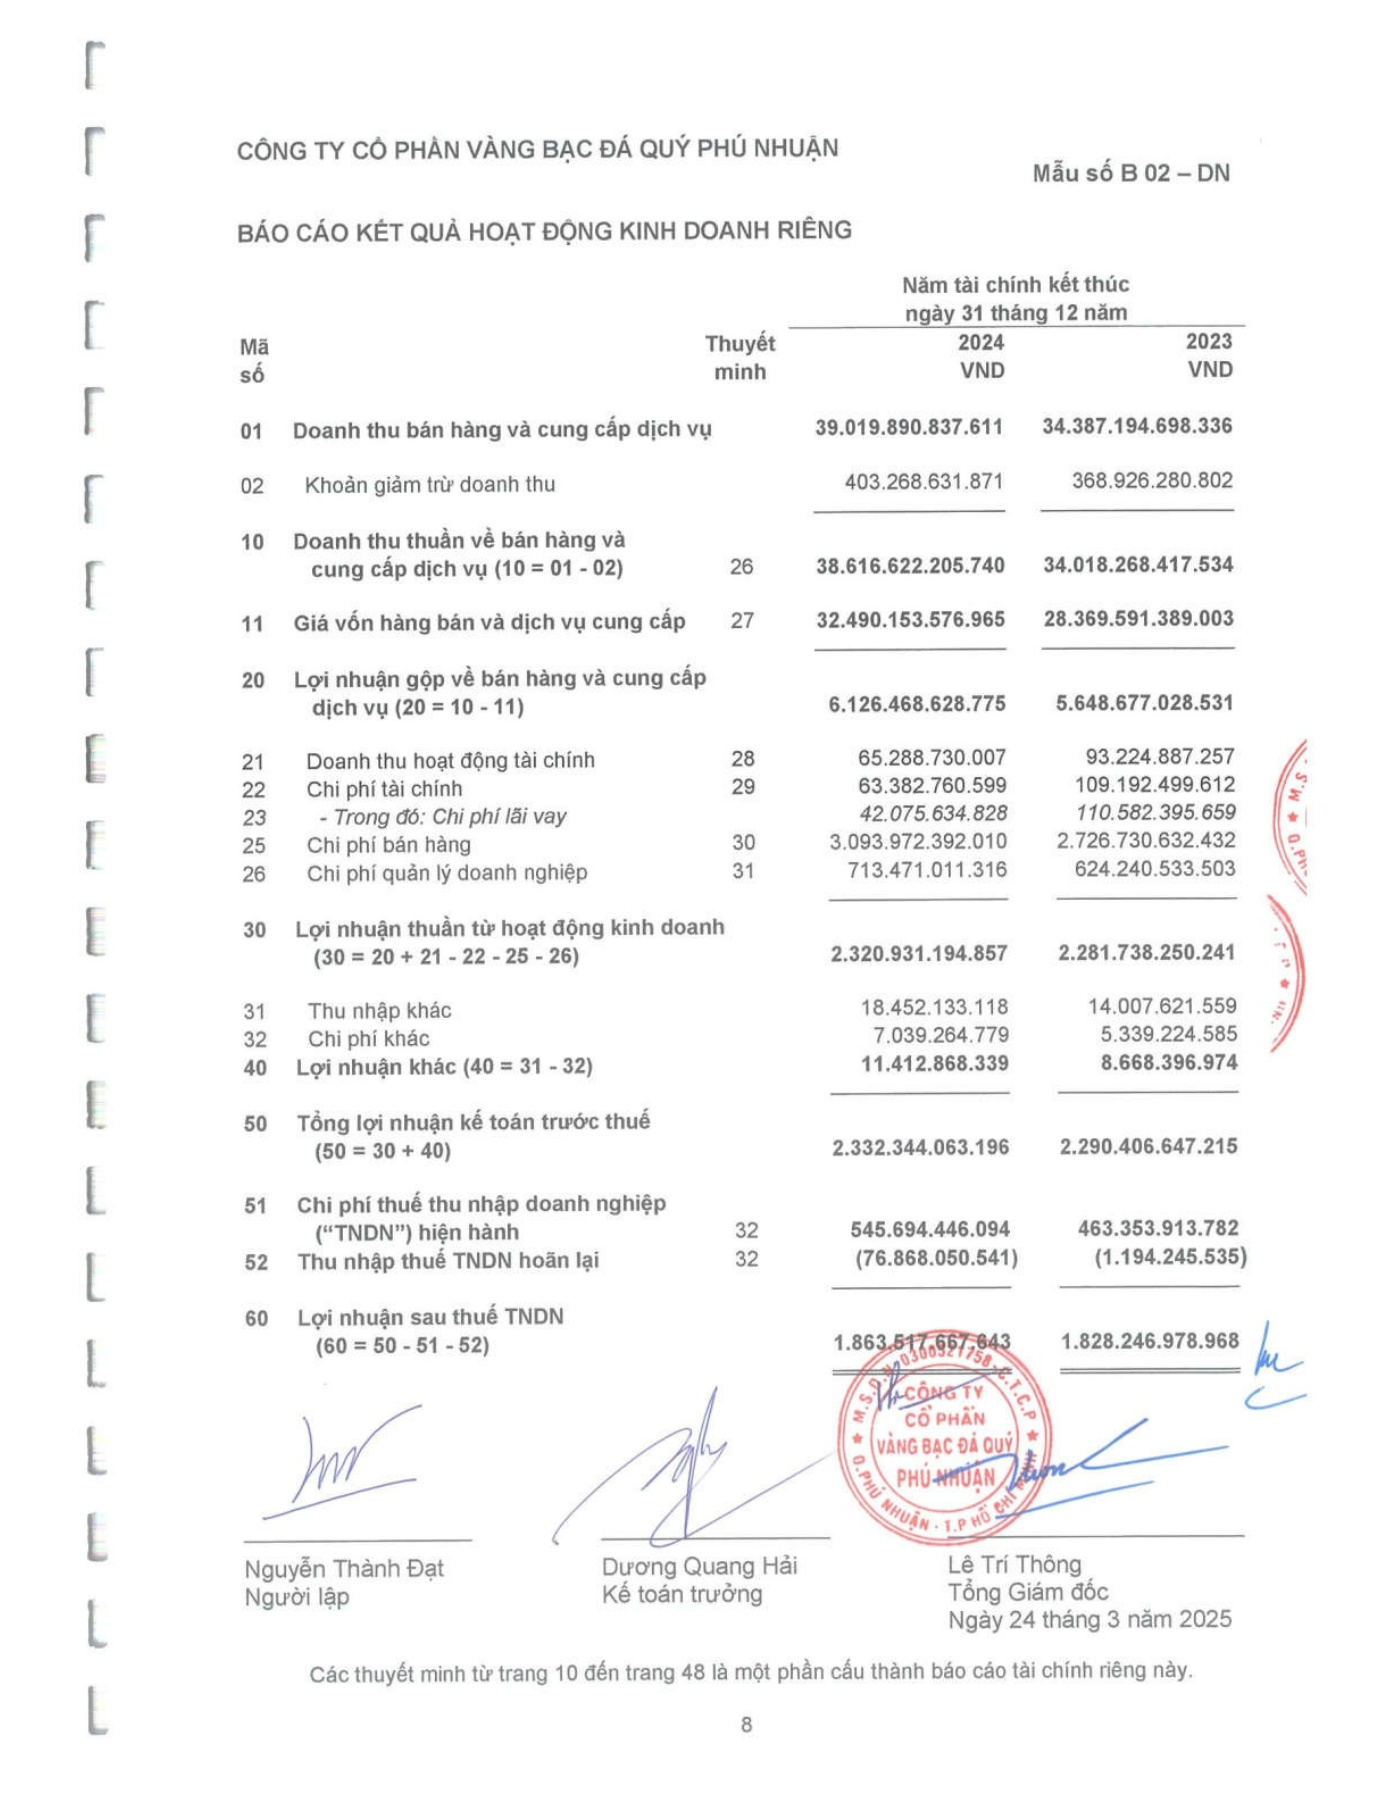 CÔNG TY CỔ PHẦN VÀNG BẠC ĐÁ QUÝ PHÚ NHUẬN
Mẫu số B 02 – DN
BÁO CÁO KẾT QUẢ HOẠT ĐỘNG KINH DOANH RIÊNG
Năm tài chính kết thúc
ngày 31 tháng 12 năm
Mã số Thuyết minh 2024 VND 2023 VND
01 Doanh thu bán hàng và cung cấp dịch vụ 39.019.890.837.611 34.387.194.698.336
02 Khoản giảm trừ doanh thu 403.268.631.871 368.926.280.802
10 Doanh thu thuần về bán hàng và
cung cấp dịch vụ (10 = 01 - 02) 26 38.616.622.205.740 34.018.268.417.534
11 Giá vốn hàng bán và dịch vụ cung cấp 27 32.490.153.576.965 28.369.591.389.003
20 Lợi nhuận gộp về bán hàng và cung cấp
dịch vụ (20 = 10 - 11) 6.126.468.628.775 5.648.677.028.531
21 Doanh thu hoạt động tài chính 28 65.288.730.007 93.224.887.257
22 Chi phí tài chính 29 63.382.760.599 109.192.499.612
23 - Trong đó: Chi phí lãi vay 42.075.634.828 110.582.395.659
25 Chi phí bán hàng 30 3.093.972.392.010 2.726.730.632.432
26 Chi phí quản lý doanh nghiệp 31 713.471.011.316 624.240.533.503
30 Lợi nhuận thuần từ hoạt động kinh doanh
(30 = 20 + 21 - 22 - 25 - 26) 2.320.931.194.857 2.281.738.250.241
31 Thu nhập khác 18.452.133.118 14.007.621.559
32 Chi phí khác 7.039.264.779 5.339.224.585
40 Lợi nhuận khác (40 = 31 - 32) 11.412.868.339 8.668.396.974
50 Tổng lợi nhuận kế toán trước thuế
(50 = 30 + 40) 2.332.344.063.196 2.290.406.647.215
51 Chi phí thuế thu nhập doanh nghiệp
(“TNDN”) hiện hành 32 545.694.446.094 463.353.913.782
52 Thu nhập thuế TNDN hoãn lại 32 (76.868.050.541) (1.194.245.535)
60 Lợi nhuận sau thuế TNDN
(60 = 50 - 51 - 52) 1.863.517.667.643 1.828.246.978.968
M.S.D.N 0300521758 - C.T.C.P
CÔNG TY
CỔ PHẦN
VÀNG BẠC ĐÁ QUÝ
PHÚ NHUẬN
Q.PHÚ NHUẬN - T.P HỒ CHÍ MINH
Nguyễn Thành Đạt Dương Quang Hải Lê Trí Thông
Người lập Kế toán trưởng Tổng Giám đốc
Ngày 24 tháng 3 năm 2025
Các thuyết minh từ trang 10 đến trang 48 là một phần cấu thành báo cáo tài chính riêng này.
8